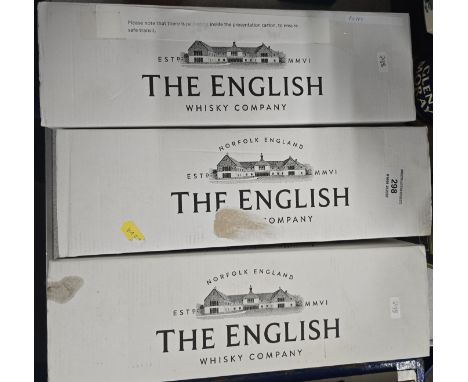 Please note that there is packing inside the presentation carton, to ensure
safe transit.
ESTD MMVI
THE ENGLISH
WHISKY COMPANY
NORFOLK ENGLAND
ESTD MMVI
THE ENGLISH
COMPANY
298
NORFOLK ENGLAND
ESTD MMVI
THE ENGLISH
WHISKY COMPANY